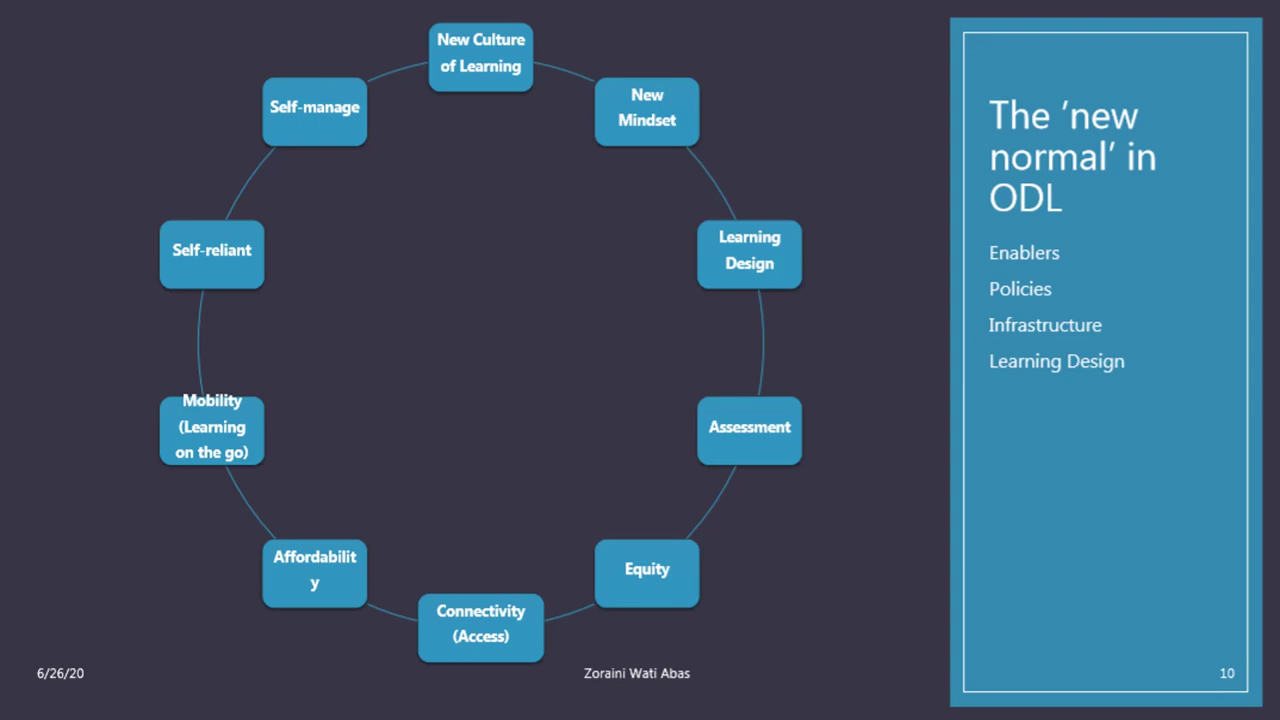 New Culture
of Learning
New
Mindset
Learning
Design
Assessment
Equity
Connectivity
(Access)
Affordabilit
y
Mobility
(Learning
on the go)
Self-reliant
Self-manage
The ‘new
normal’ in
ODL
Enablers
Policies
Infrastructure
Learning Design
6/26/20
Zoraini Wati Abas
10